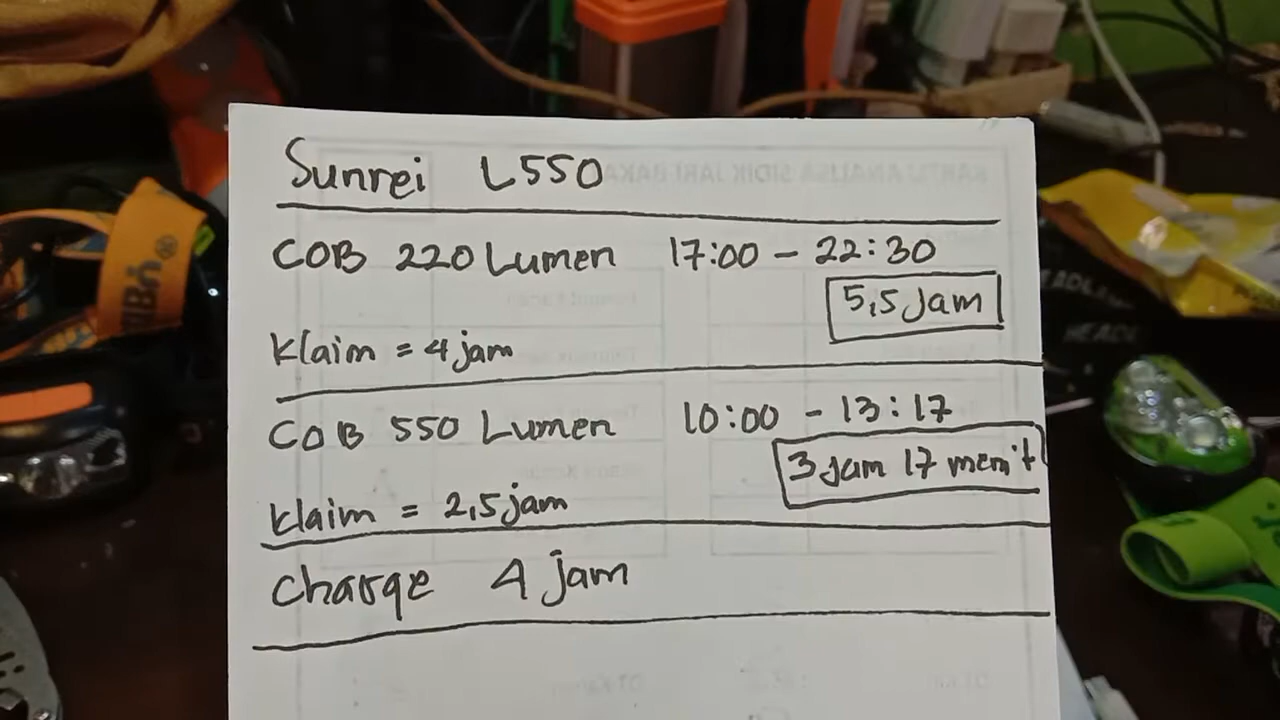 Sunrei L550
COB 220 Lumen 17:00 - 22:30
5,5 jam
Klaim = 4 jam
COB 550 Lumen 10:00 - 13:17
3 jam 17 menit
Klaim = 2,5 jam
Charge 4 jam